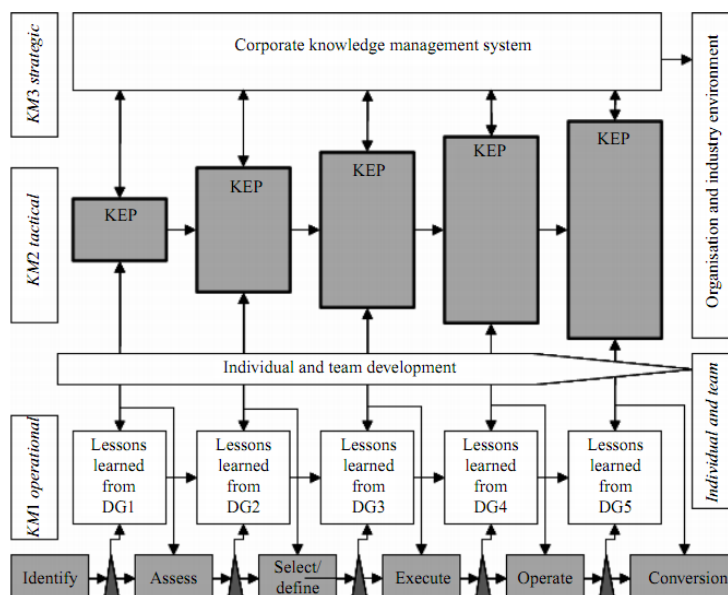 KM3 strategic
Corporate knowledge management system
Organisation and industry environment
KM2 tactical
KEP
KEP
KEP
KEP
KEP
Individual and team development
Individual and team
KM1 operational
Lessons
learned
from
DG1
Lessons
learned
from
DG2
Lessons
learned
from
DG3
Lessons
learned
from
DG4
Lessons
learned
from
DG5
Identify
Assess
Select/
define
Execute
Operate
Conversion